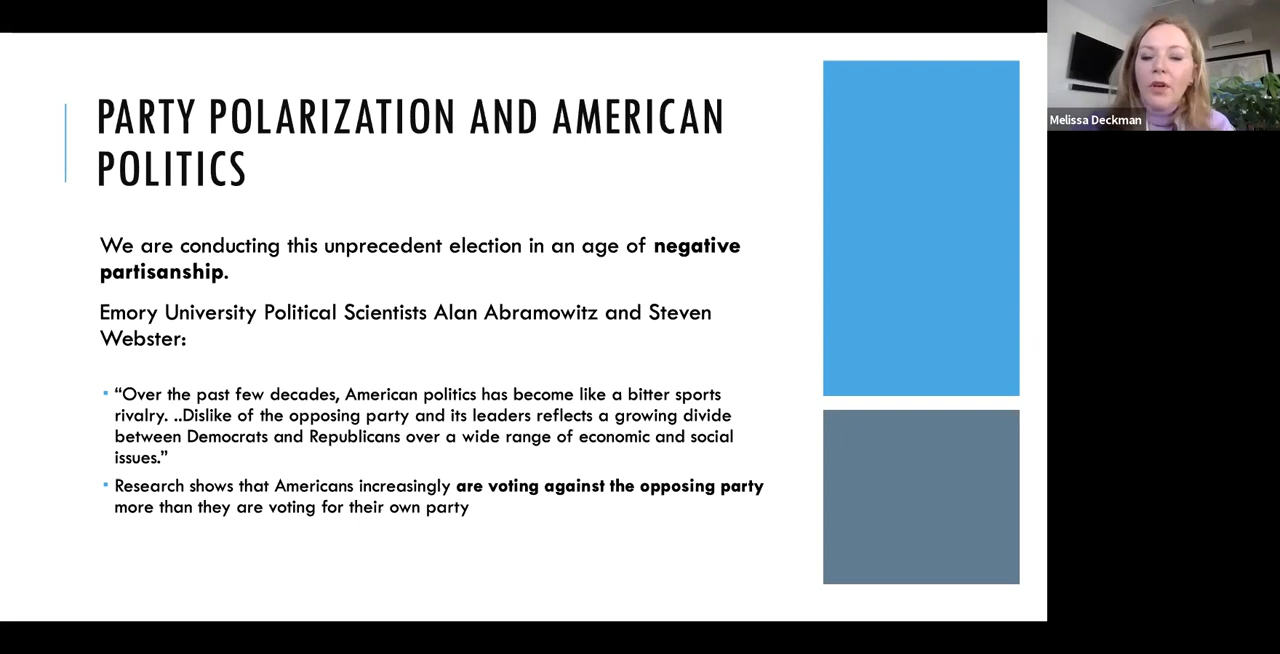 PARTY POLARIZATION AND AMERICAN
POLITICS
We are conducting this unprecedent election in an age of negative
partisanship.
Emory University Political Scientists Alan Abramowitz and Steven
Webster:
▪ “Over the past few decades, American politics has become like a bitter sports
rivalry. ..Dislike of the opposing party and its leaders reflects a growing divide
between Democrats and Republicans over a wide range of economic and social
issues.”
▪ Research shows that Americans increasingly are voting against the opposing party
more than they are voting for their own party
Melissa Deckman